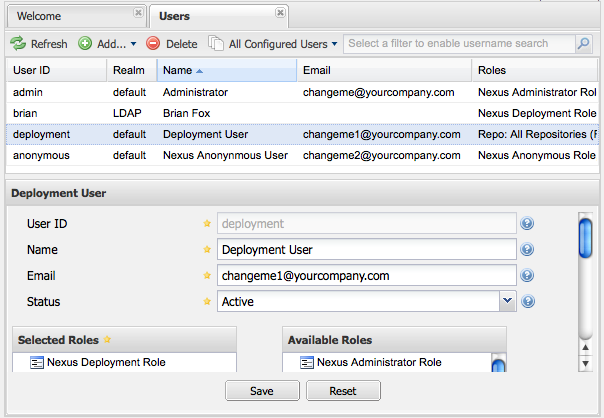 Welcome Users
Refresh Add... Delete All Configured Users Select a filter to enable username search
User ID Realm Name Email Roles
admin default Administrator changeme@yourcompany.com Nexus Administrator Rol
brian LDAP Brian Fox Nexus Deployment Role
deployment default Deployment User changeme1@yourcompany.com Repo: All Repositories (F
anonymous default Nexus Anonynmous User changeme2@yourcompany.com Nexus Anonymous Role
Deployment User
User ID deployment
Name Deployment User
Email changeme1@yourcompany.com
Status Active
Selected Roles Available Roles
Nexus Deployment Role Nexus Administrator Role
Save Reset